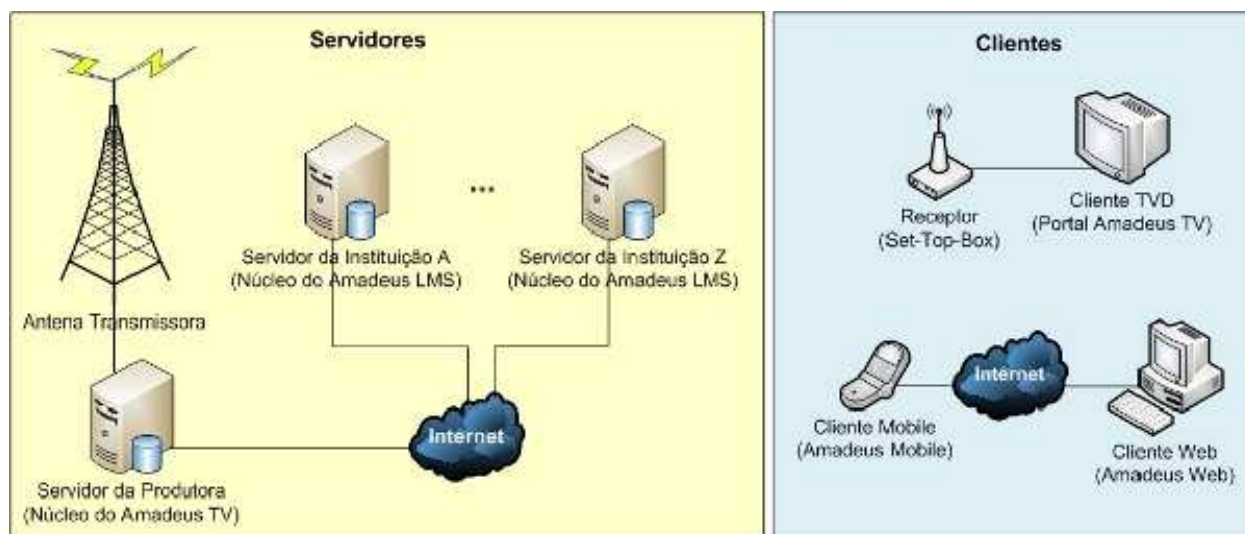 Servidores
Antena Transmissora
...
Servidor da Instituição A
(Núcleo do Amadeus LMS)
Servidor da Instituição Z
(Núcleo do Amadeus LMS)
Internet
Servidor da Produtora
(Núcleo do Amadeus TV)
Clientes
Receptor
(Set-Top-Box)
Cliente TVD
(Portal Amadeus TV)
Internet
Cliente Mobile
(Amadeus Mobile)
Cliente Web
(Amadeus Web)